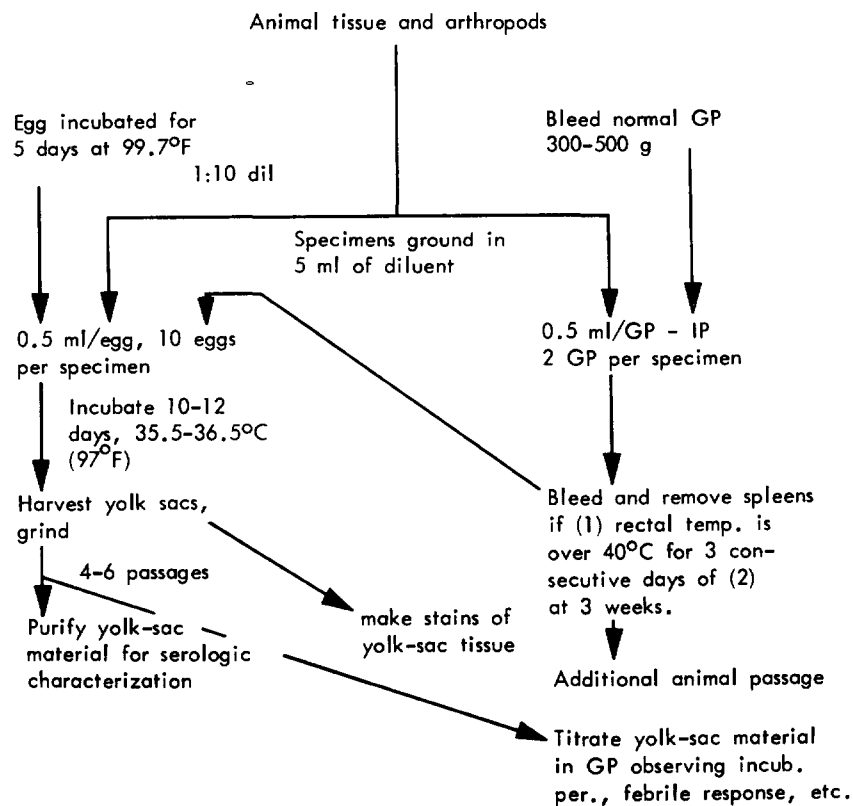 Animal tissue and arthropods
Egg incubated for
5 days at 99.7°F
Bleed normal GP
300-500 g
1:10 dil
Specimens ground in
5 ml of diluent
0.5 ml/egg, 10 eggs
per specimen
0.5 ml/GP - IP
2 GP per specimen
Incubate 10-12
days, 35.5-36.5°C
(97°F)
Harvest yolk sacs,
grind
Bleed and remove spleens
if (1) rectal temp. is
over 40°C for 3 con-
secutive days of (2)
at 3 weeks.
4-6 passages
make stains of
yolk-sac tissue
Purify yolk-sac
material for serologic
characterization
Additional animal passage
Titrate yolk-sac material
in GP observing incub.
per., febrile response, etc.